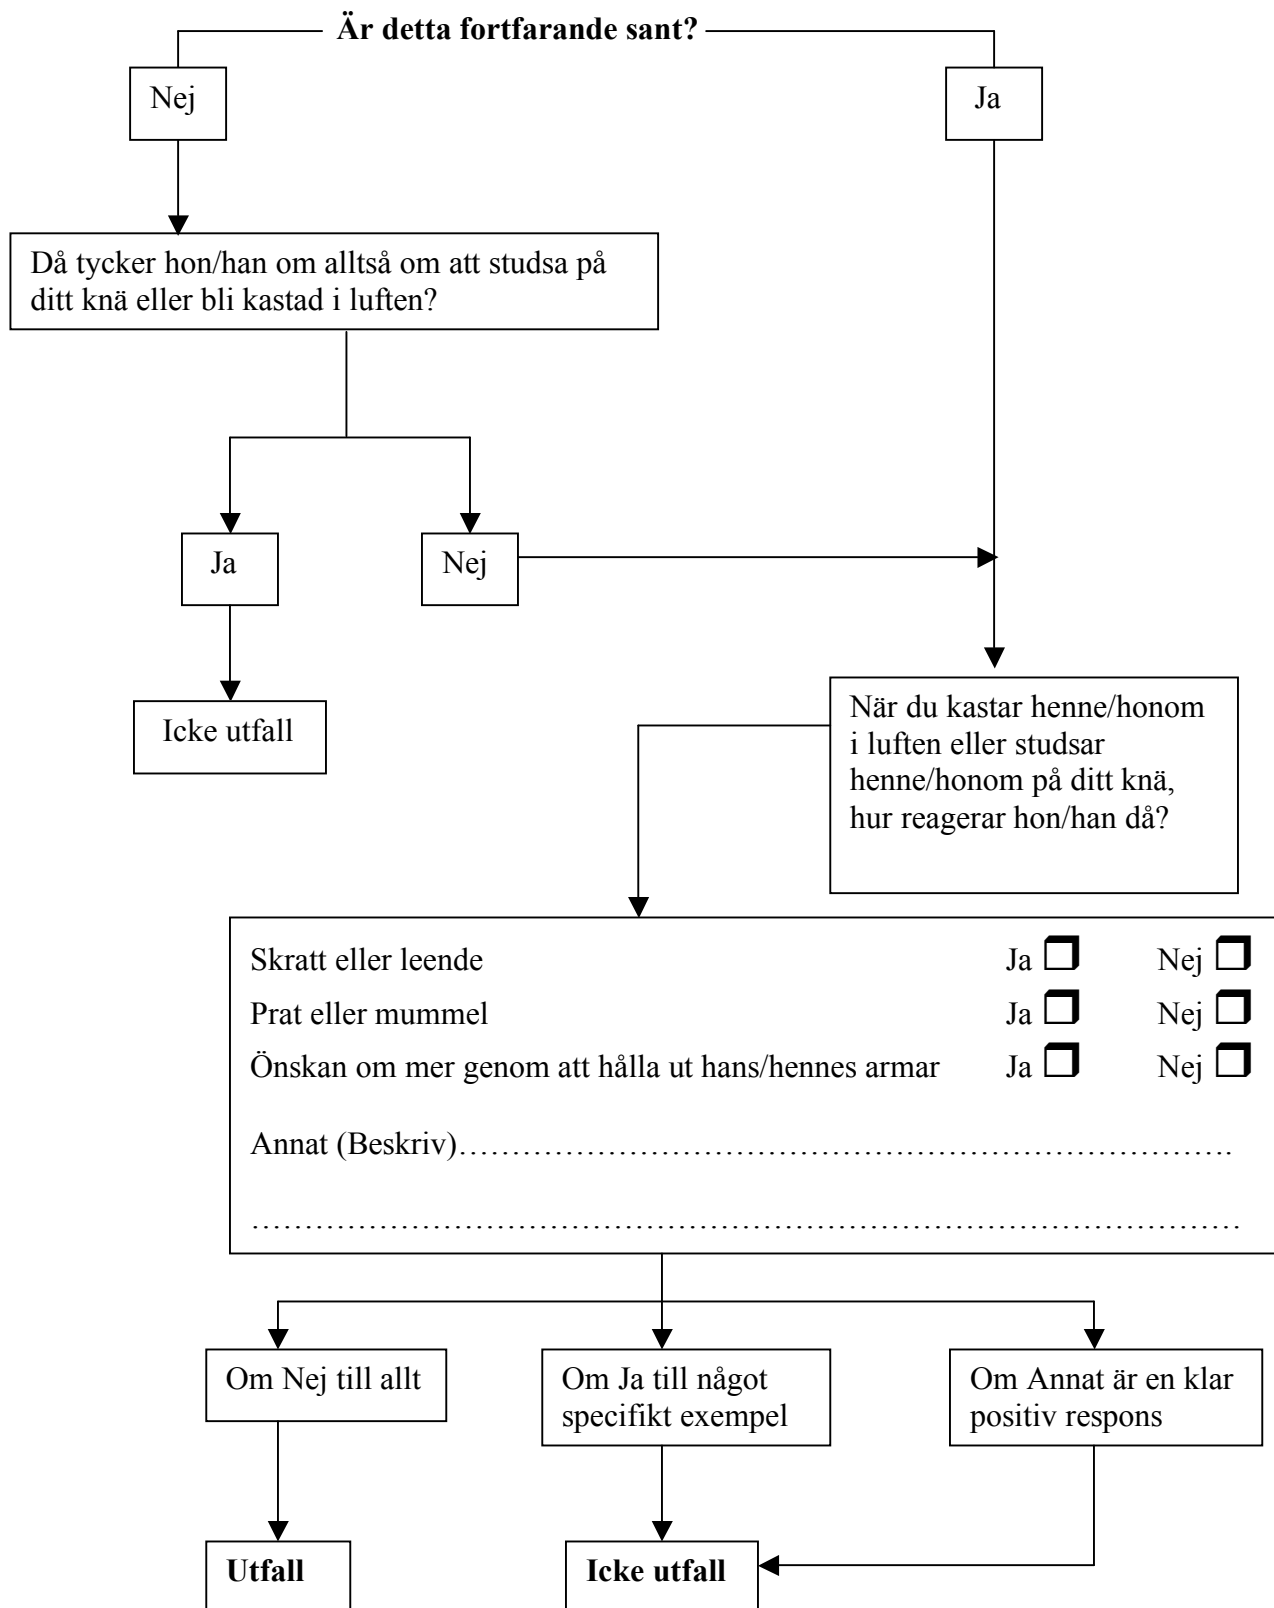 Är detta fortfarande sant?
Nej
Ja
Då tycker hon/han om alltså om att studsa på
ditt knä eller bli kastad i luften?
Ja
Nej
Icke utfall
När du kastar henne/honom
i luften eller studsar
henne/honom på ditt knä,
hur reagerar hon/han då?
Skratt eller leende Ja Nej
Prat eller mummel Ja Nej
Önskan om mer genom att hålla ut hans/hennes armar Ja Nej
Annat (Beskriv)……………………………………………………………….
…………………………………………………………………………………
Om Nej till allt
Om Ja till något
specifikt exempel
Om Annat är en klar
positiv respons
Utfall
Icke utfall